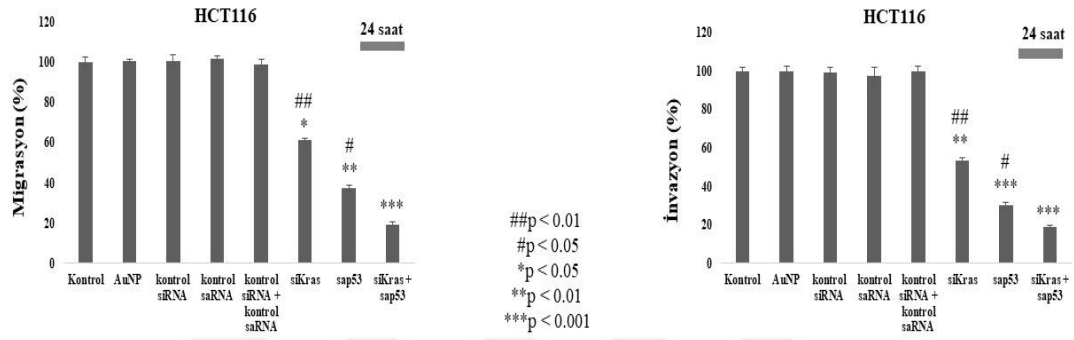 HCT116
24 saat
Migrasyon (%)
120
100
80
60
40
20
0
##
*
#
**
***
Kontrol
AuNP
kontrol
siRNA
kontrol
saRNA
kontrol
siRNA +
kontrol
saRNA
siKras
sap53
siKras +
sap53
##p < 0.01
#p < 0.05
*p < 0.05
**p < 0.01
***p < 0.001
HCT116
24 saat
İnvazyon (%)
120
100
80
60
40
20
0
##
**
#
***
***
Kontrol
AuNP
kontrol
siRNA
kontrol
saRNA
kontrol
siRNA +
kontrol
saRNA
siKras
sap53
siKras +
sap53